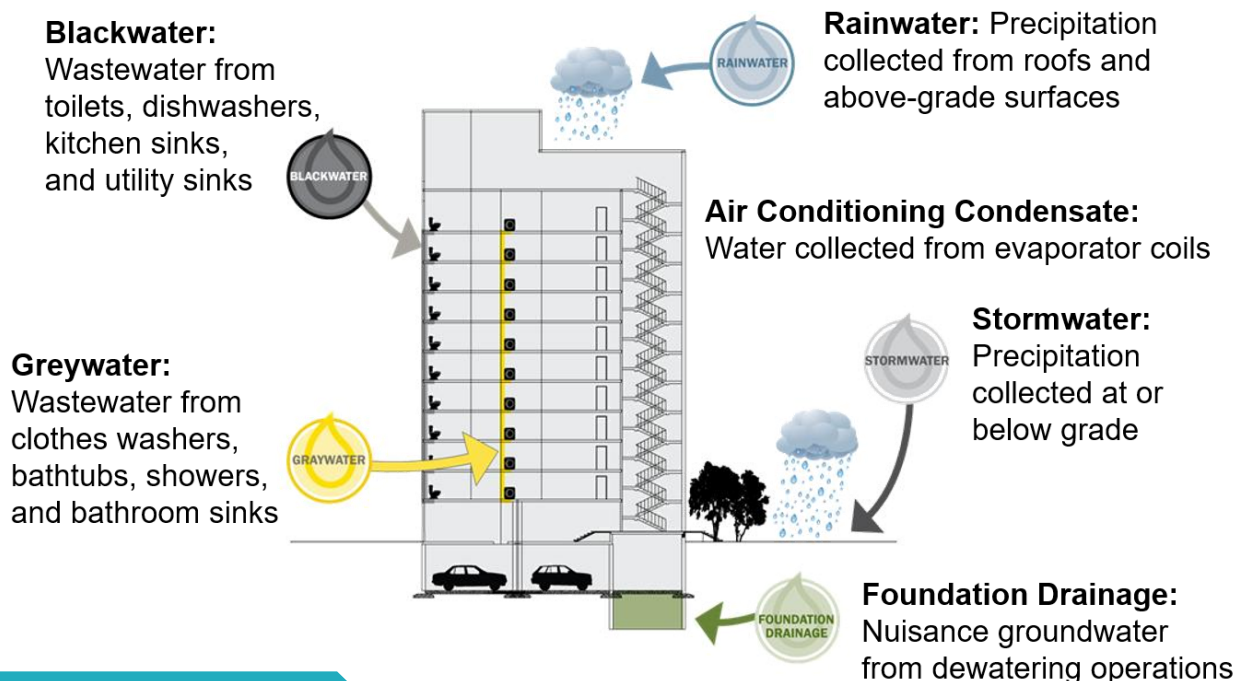 Blackwater:
Wastewater from
toilets, dishwashers,
kitchen sinks,
and utility sinks
BLACKWATER
RAINWATER
Rainwater: Precipitation
collected from roofs and
above-grade surfaces
Air Conditioning Condensate:
Water collected from evaporator coils
Greywater:
Wastewater from
clothes washers,
bathtubs, showers,
and bathroom sinks
GRAYWATER
STORMWATER
Stormwater:
Precipitation
collected at or
below grade
FOUNDATION
DRAINAGE
Foundation Drainage:
Nuisance groundwater
from dewatering operations